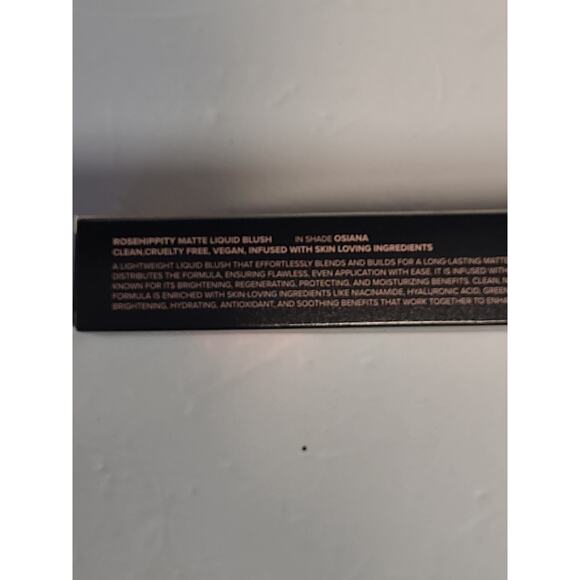 ROSEHIPPITY MATTE LIQUID BLUSH IN SHADE OSIANA
CLEAN,CRUELTY FREE, VEGAN, INFUSED WITH SKIN LOVING INGREDIENTS
A LIGHTWEIGHT LIQUID BLUSH THAT EFFORTLESSLY BLENDS AND BUILDS FOR A LONG-LASTING MATT
DISTRIBUTES THE FORMULA, ENSURING FLAWLESS, EVEN APPLICATION WITH EASE. IT IS INFUSED WITH
KNOWN FOR ITS BRIGHTENING, REGENERATING, PROTECTING, AND MOISTURIZING BENEFITS. CLEAN,
FORMULA IS ENRICHED WITH SKIN-LOVING INGREDIENTS LIKE NIACINAMIDE, HYALURONIC ACID, GREEN
BRIGHTENING, HYDRATING, ANTIOXIDANT, AND SOOTHING BENEFITS THAT WORK TOGETHER TO ENHA